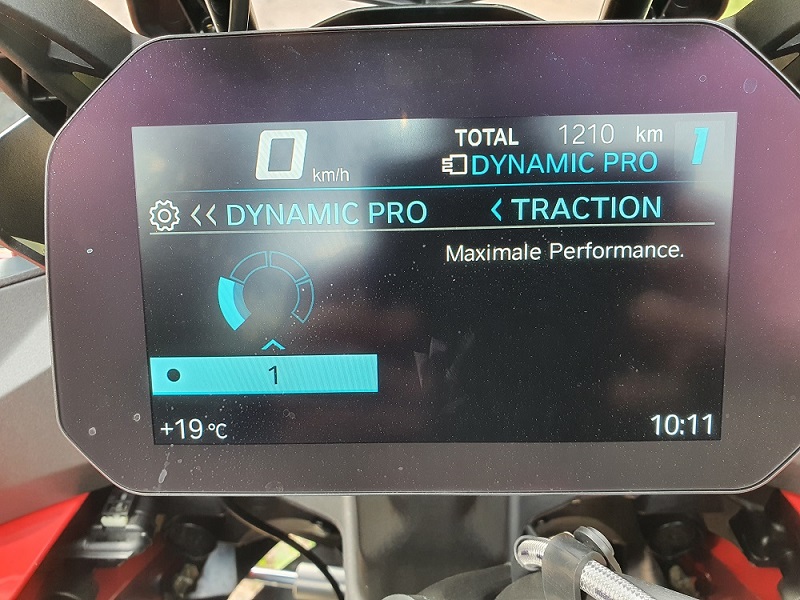 0 km/h
TOTAL 1210 km
DYNAMIC PRO
1
<< DYNAMIC PRO < TRACTION
Maximale Performance.
1
+19 °C
10:11